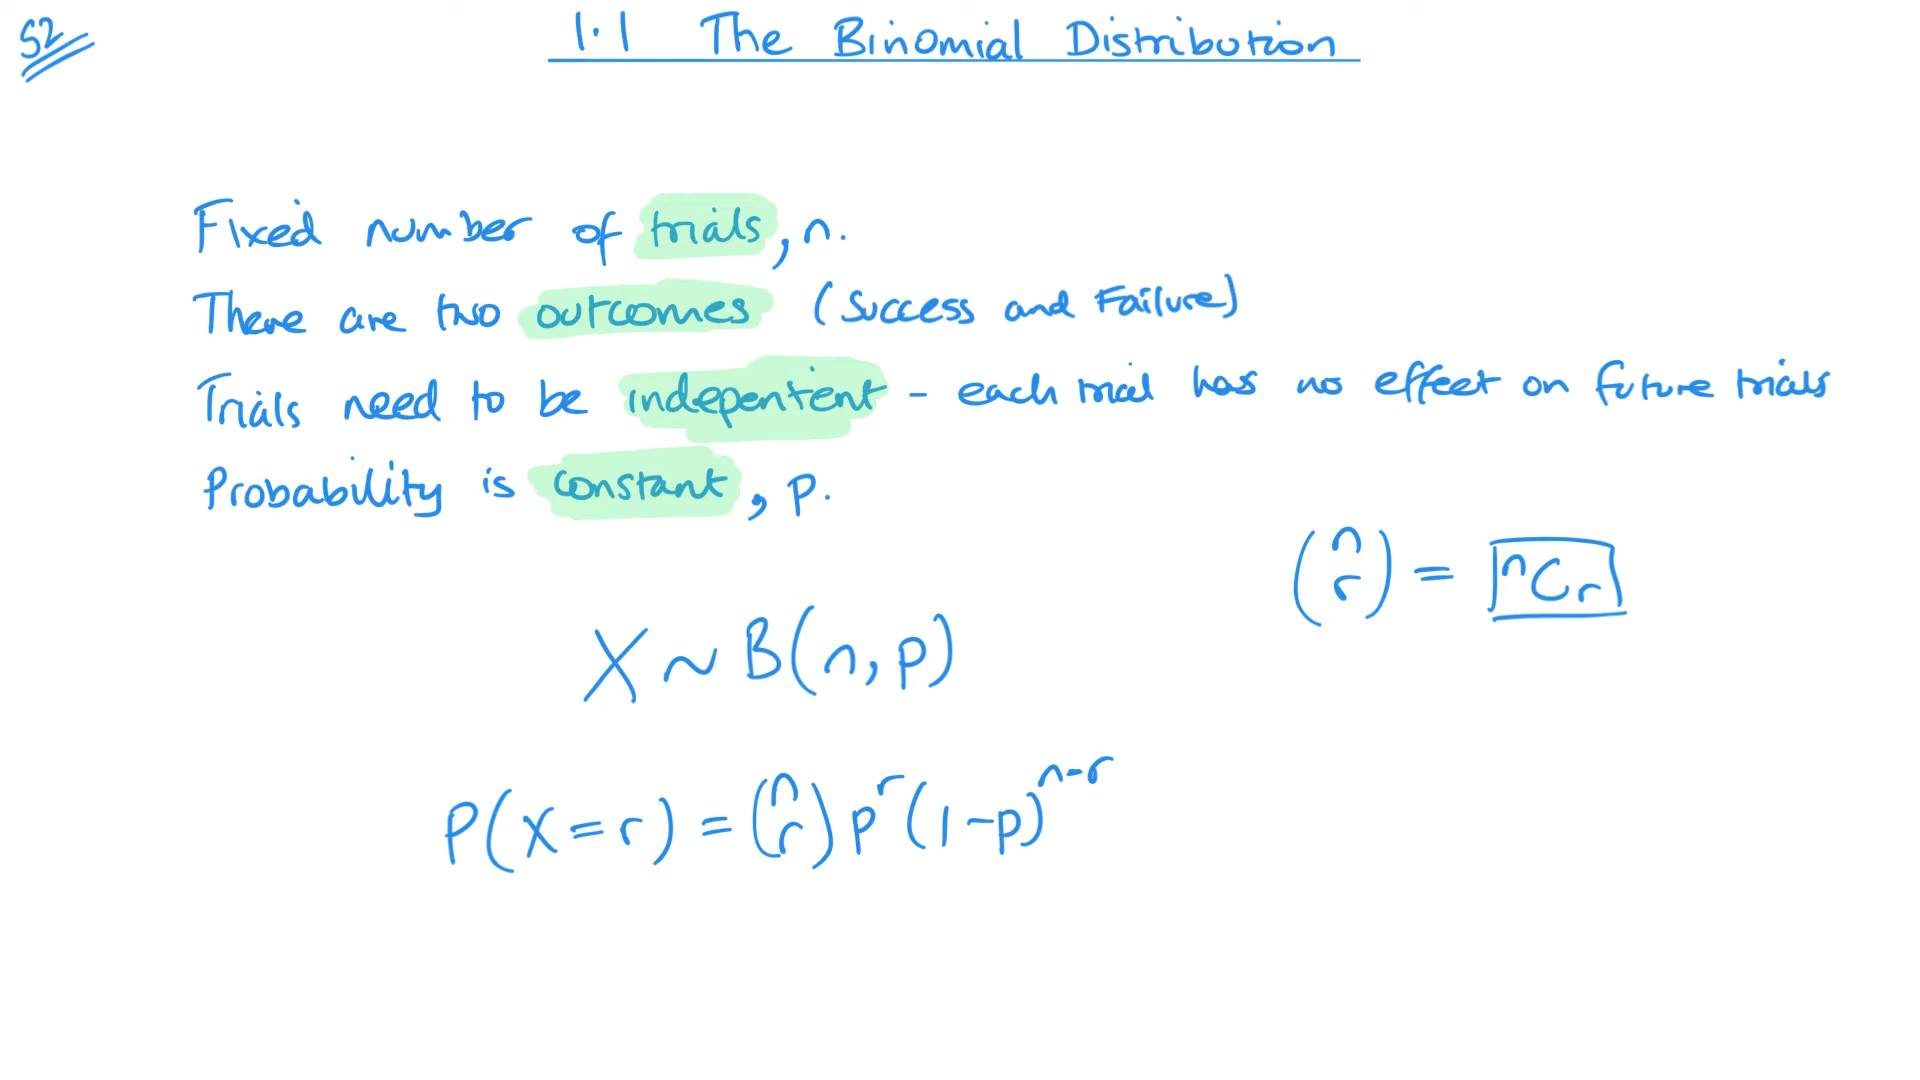 S2
1.1 The Binomial Distribution
Fixed number of trials, n.
There are two outcomes (Success and Failure)
Trials need to be indepentent - each trial has no effect on future trials
Probability is constant, p.
(n r) = nCr
X ~ B(n, p)
P(X = r) = (n r) p^r (1-p)^n-r